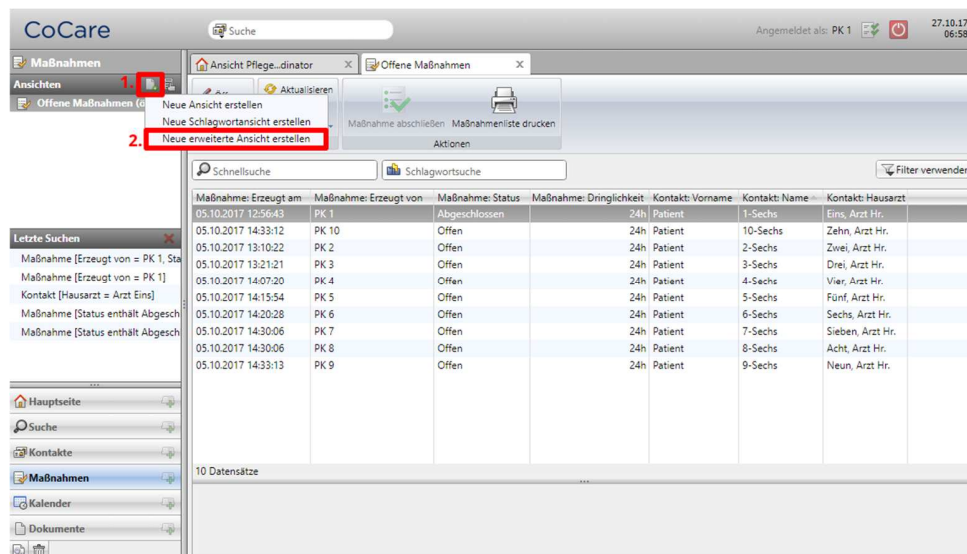 CoCare
Suche
Angemeldet als: PK 1
27.10.17
06:58
Maßnahmen
Ansicht Pflege...dinator X
Offene Maßnahmen X
Ansichten
1.
Offene Maßnahmen
Aktualisieren
Neue Ansicht erstellen
Neue Schlagwortansicht erstellen
2. Neue erweiterte Ansicht erstellen
Maßnahme abschließen Maßnahmenliste drucken
Aktionen
Schnellsuche
Schlagwortsuche
Filter verwenden
Maßnahme: Erzeugt am Maßnahme: Erzeugt von Maßnahme: Status Maßnahme: Dringlichkeit Kontakt: Vorname Kontakt: Name Kontakt: Hausarzt
05.10.2017 12:56:43 PK 1 Abgeschlossen 24h Patient 1-Sechs Eins, Arzt Hr.
05.10.2017 14:33:12 PK 10 Offen 24h Patient 10-Sechs Zehn, Arzt Hr.
05.10.2017 13:10:22 PK 2 Offen 24h Patient 2-Sechs Zwei, Arzt Hr.
05.10.2017 13:21:21 PK 3 Offen 24h Patient 3-Sechs Drei, Arzt Hr.
05.10.2017 14:07:20 PK 4 Offen 24h Patient 4-Sechs Vier, Arzt Hr.
05.10.2017 14:15:54 PK 5 Offen 24h Patient 5-Sechs Fünf, Arzt Hr.
05.10.2017 14:20:28 PK 6 Offen 24h Patient 6-Sechs Sechs, Arzt Hr.
05.10.2017 14:30:06 PK 7 Offen 24h Patient 7-Sechs Sieben, Arzt Hr.
05.10.2017 14:30:06 PK 8 Offen 24h Patient 8-Sechs Acht, Arzt Hr.
05.10.2017 14:33:13 PK 9 Offen 24h Patient 9-Sechs Neun, Arzt Hr.
10 Datensätze
Letzte Suchen
Maßnahme [Erzeugt von = PK 1, Sta
Maßnahme [Erzeugt von = PK 1]
Kontakt [Hausarzt = Arzt Eins]
Maßnahme [Status enthält Abgesch
Maßnahme [Status enthält Abgesch
Hauptseite
Suche
Kontakte
Maßnahmen
Kalender
Dokumente